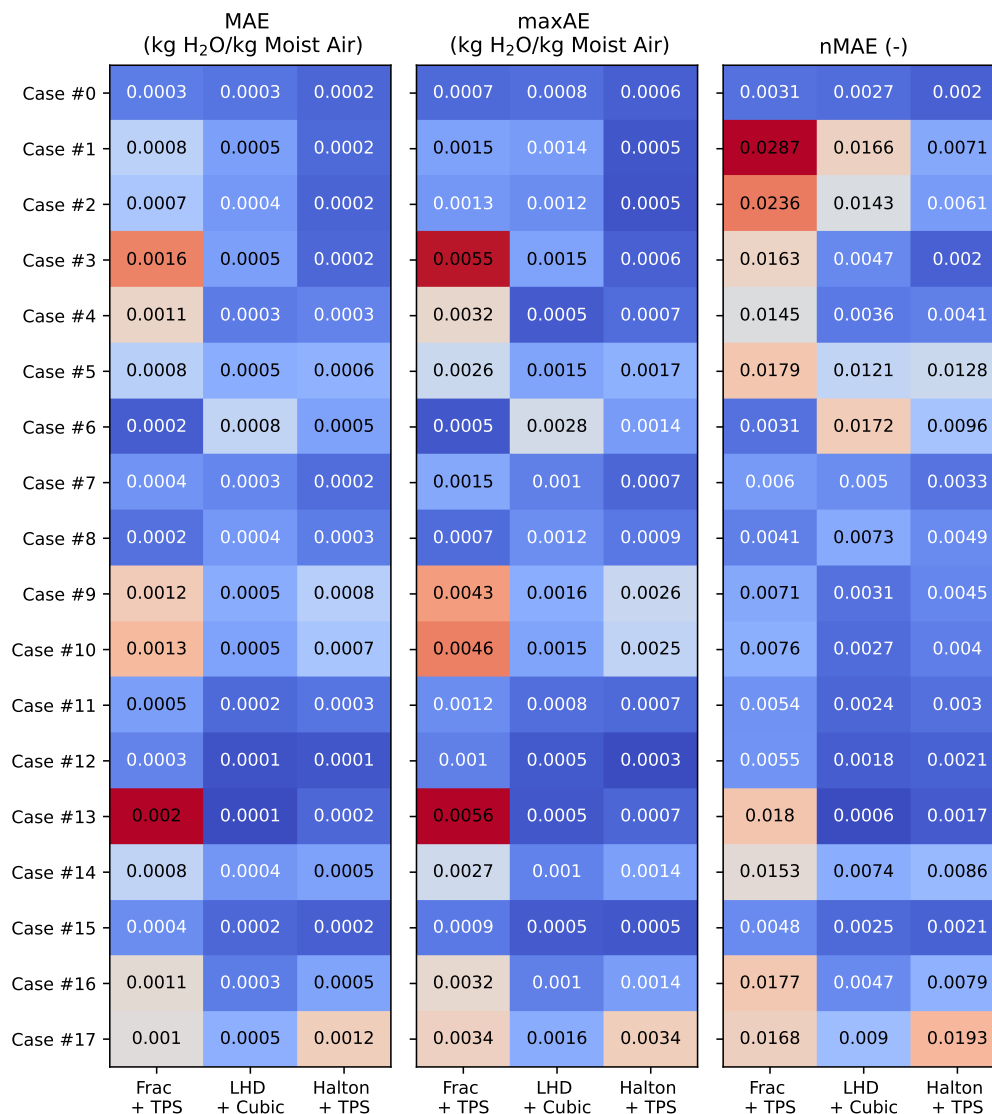 MAE
(kg H₂O/kg Moist Air)
maxAE
(kg H₂O/kg Moist Air)
nMAE (-)
Case #0 0.0003 0.0003 0.0002 0.0007 0.0008 0.0006 0.0031 0.0027 0.002
Case #1 0.0008 0.0005 0.0002 0.0015 0.0014 0.0005 0.0287 0.0166 0.0071
Case #2 0.0007 0.0004 0.0002 0.0013 0.0012 0.0005 0.0236 0.0143 0.0061
Case #3 0.0016 0.0005 0.0002 0.0055 0.0015 0.0006 0.0163 0.0047 0.002
Case #4 0.0011 0.0003 0.0003 0.0032 0.0005 0.0007 0.0145 0.0036 0.0041
Case #5 0.0008 0.0005 0.0006 0.0026 0.0015 0.0017 0.0179 0.0121 0.0128
Case #6 0.0002 0.0008 0.0005 0.0005 0.0028 0.0014 0.0031 0.0172 0.0096
Case #7 0.0004 0.0003 0.0002 0.0015 0.001 0.0007 0.006 0.005 0.0033
Case #8 0.0002 0.0004 0.0003 0.0007 0.0012 0.0009 0.0041 0.0073 0.0049
Case #9 0.0012 0.0005 0.0008 0.0043 0.0016 0.0026 0.0071 0.0031 0.0045
Case #10 0.0013 0.0005 0.0007 0.0046 0.0015 0.0025 0.0076 0.0027 0.004
Case #11 0.0005 0.0002 0.0003 0.0012 0.0008 0.0007 0.0054 0.0024 0.003
Case #12 0.0003 0.0001 0.0001 0.001 0.0005 0.0003 0.0055 0.0018 0.0021
Case #13 0.002 0.0001 0.0002 0.0056 0.0005 0.0007 0.018 0.0006 0.0017
Case #14 0.0008 0.0004 0.0005 0.0027 0.001 0.0014 0.0153 0.0074 0.0086
Case #15 0.0004 0.0002 0.0002 0.0009 0.0005 0.0005 0.0048 0.0025 0.0021
Case #16 0.0011 0.0003 0.0005 0.0032 0.001 0.0014 0.0177 0.0047 0.0079
Case #17 0.001 0.0005 0.0012 0.0034 0.0016 0.0034 0.0168 0.009 0.0193
Frac LHD Halton Frac LHD Halton Frac LHD Halton
+ TPS + Cubic + TPS + TPS + Cubic + TPS + TPS + Cubic + TPS